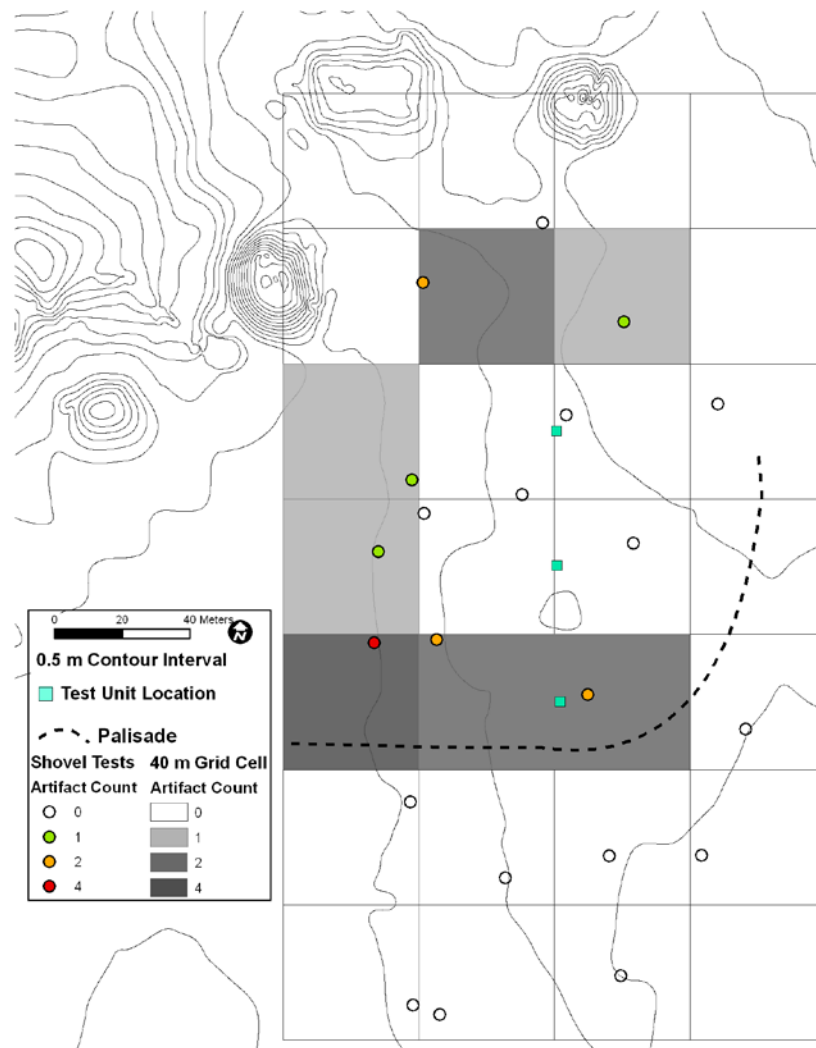 0 20 40 Meters
N
0.5 m Contour Interval
Test Unit Location
Palisade
Shovel Tests 40 m Grid Cell
Artifact Count Artifact Count
0 0
1 1
2 2
4 4